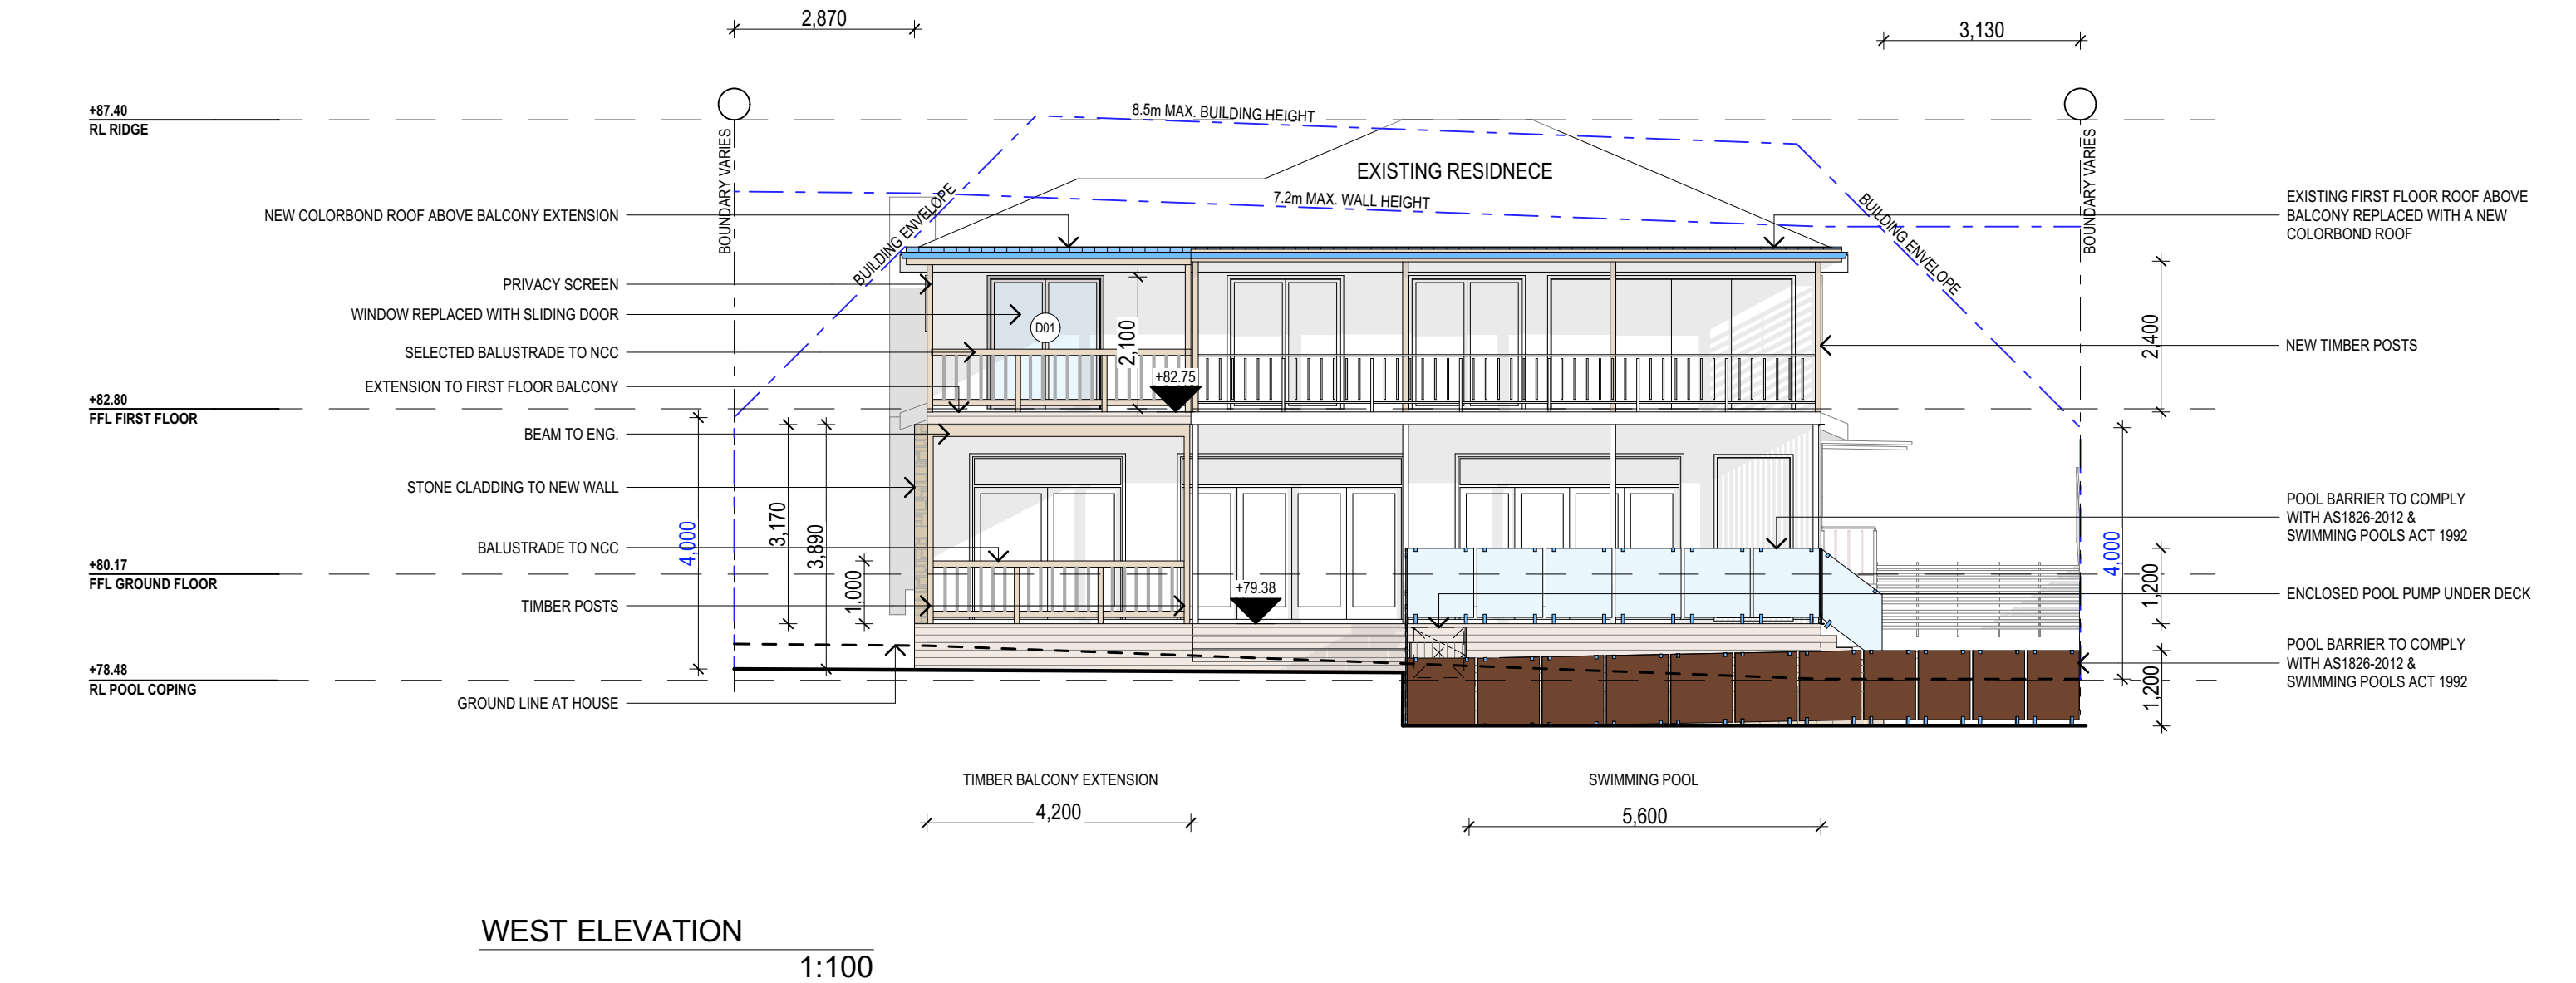 2,870
3,130
+87.40
RL RIDGE
8.5m MAX. BUILDING HEIGHT
BOUNDARY VARIES
BOUNDARY VARIES
EXISTING RESIDNECE
7.2m MAX. WALL HEIGHT
BUILDING ENVELOPE
BUILDING ENVELOPE
NEW COLORBOND ROOF ABOVE BALCONY EXTENSION
EXISTING FIRST FLOOR ROOF ABOVE
BALCONY REPLACED WITH A NEW
COLORBOND ROOF
PRIVACY SCREEN
WINDOW REPLACED WITH SLIDING DOOR
D01
2,100
2,400
SELECTED BALUSTRADE TO NCC
NEW TIMBER POSTS
EXTENSION TO FIRST FLOOR BALCONY
+82.75
+82.80
FFL FIRST FLOOR
BEAM TO ENG.
STONE CLADDING TO NEW WALL
4,000
3,170
3,890
1,000
BALUSTRADE TO NCC
POOL BARRIER TO COMPLY
WITH AS1826-2012 &
SWIMMING POOLS ACT 1992
4,000
1,200
+80.17
FFL GROUND FLOOR
+79.38
TIMBER POSTS
ENCLOSED POOL PUMP UNDER DECK
POOL BARRIER TO COMPLY
WITH AS1826-2012 &
SWIMMING POOLS ACT 1992
1,200
+78.48
RL POOL COPING
GROUND LINE AT HOUSE
TIMBER BALCONY EXTENSION
4,200
SWIMMING POOL
5,600
WEST ELEVATION
1:100